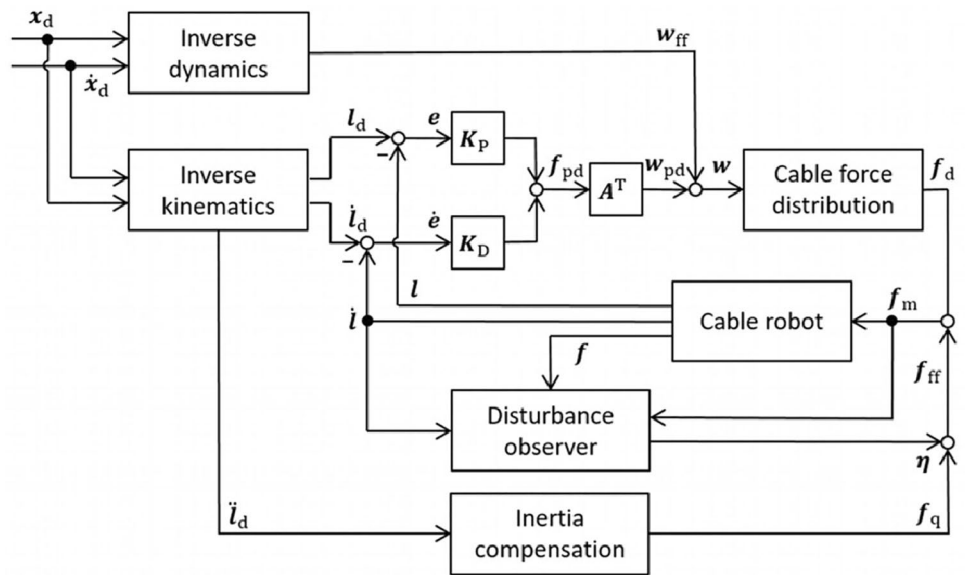 x_d
ẋ_d
Inverse
dynamics
w_ff
Inverse
kinematics
l_d
-
e
K_P
l̇_d
-
ė
K_D
f_pd
A^T
w_pd
w
Cable force
distribution
f_d
l
l̇
f
Cable robot
f_m
f_ff
Disturbance
observer
η
l̈_d
Inertia
compensation
f_q